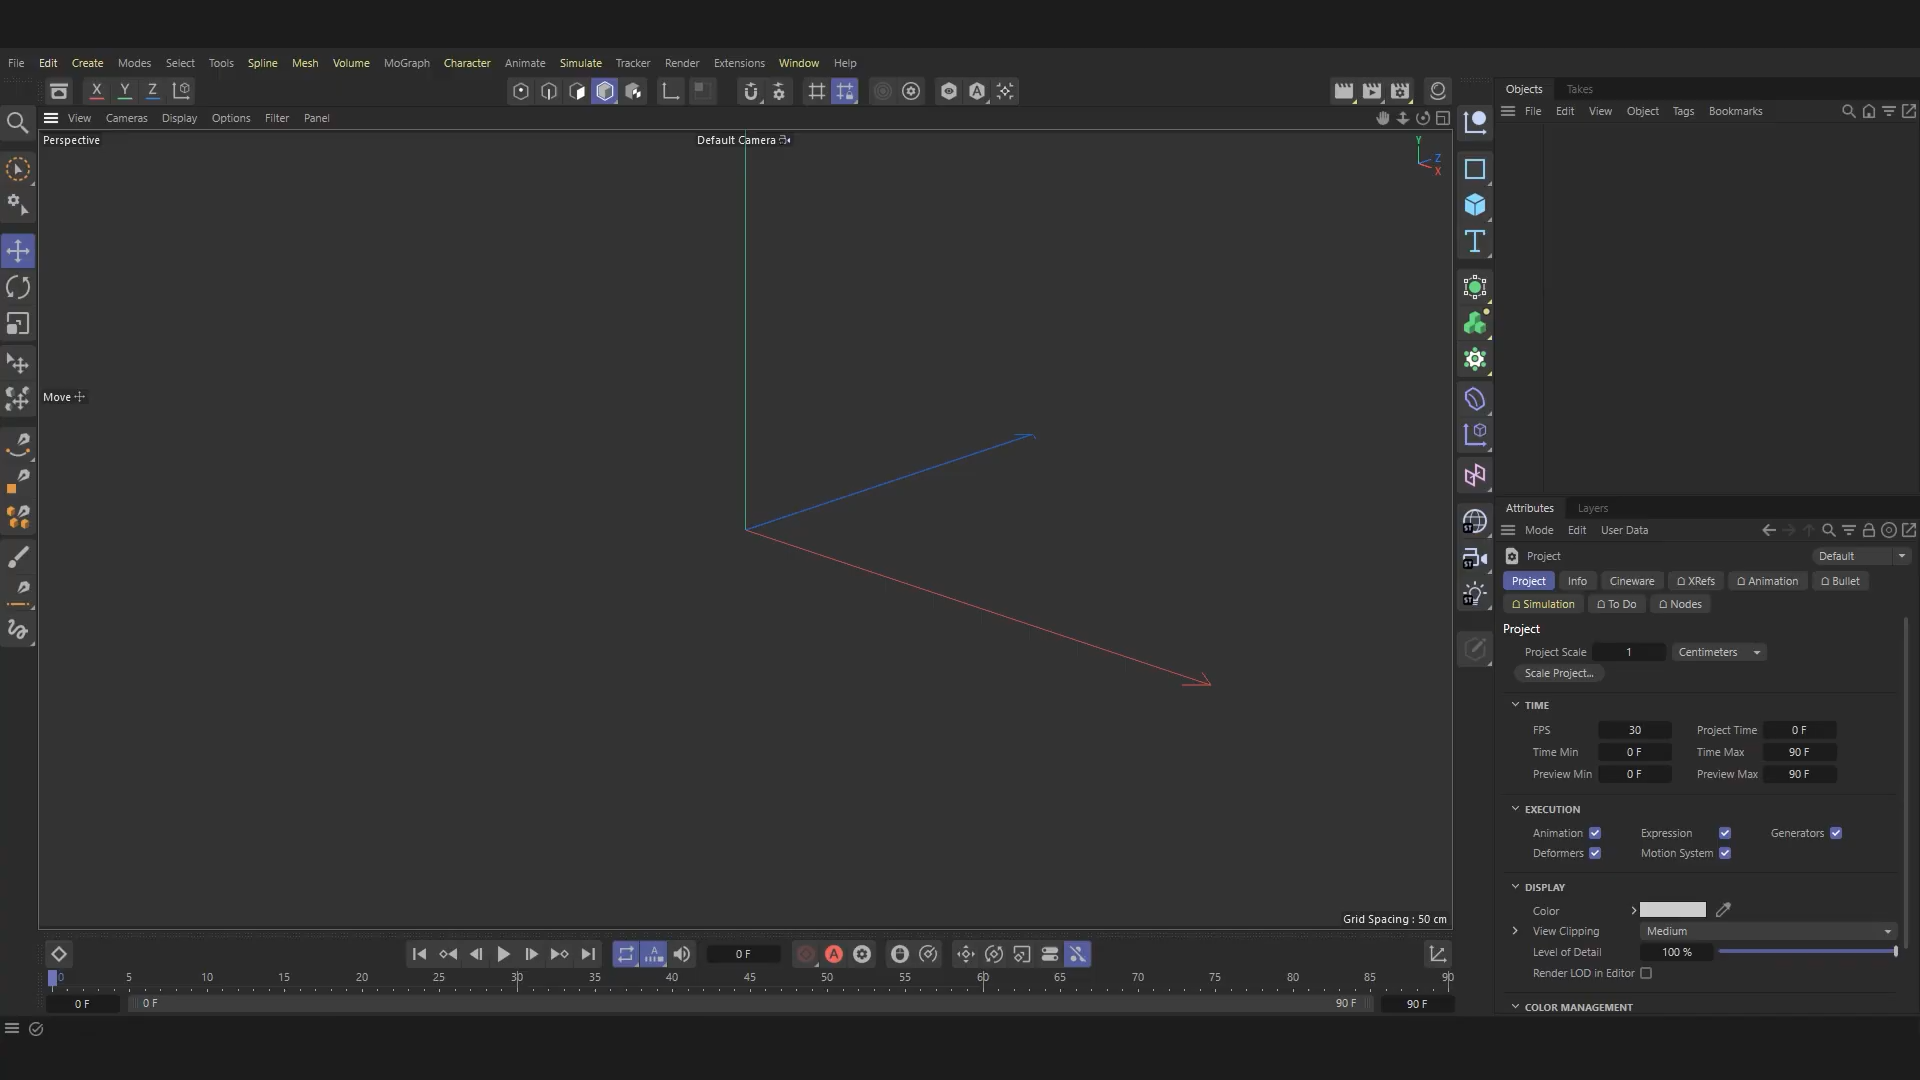 File Edit Create Modes Select Tools Spline Mesh Volume MoGraph Character Simulate Tracker Render Extensions Window Help
X Y Z
Objects Takes
File Edit View Object Tags Bookmarks
View Cameras Display Options Filter Panel
Perspective
Default Camera
Y
Z
X
Move
Grid Spacing : 50 cm
Attributes Layers
Mode Edit User Data
Project
Default
Project Info Cineware XRefs Animation Bullet
Simulation To Do Nodes
Project
Project Scale 1 Centimeters
Scale Project...
TIME
FPS 30 Project Time 0 F
Time Min 0 F Time Max 90 F
Preview Min 0 F Preview Max 90 F
EXECUTION
Animation Expression Generators
Deformers Motion System
DISPLAY
Color
View Clipping Medium
Level of Detail 100 %
Render LOD in Editor
COLOR MANAGEMENT
0 F
0 5 10 15 20 25 30 35 40 45 50 55 60 65 70 75 80 85 90
0 F 0 F 90 F 90 F